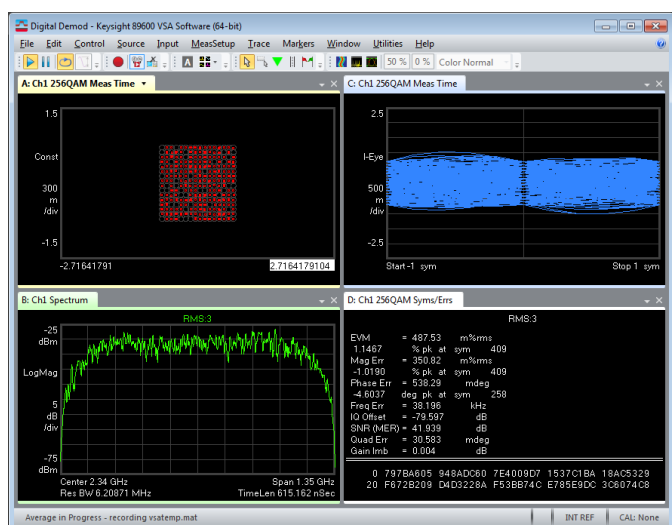 Digital Demod - Keysight 89600 VSA Software (64-bit)
File Edit Control Source Input MeasSetup Trace Markers Window Utilities Help
A 50 % 0 % Color Normal
A: Ch1 256QAM Meas Time
1.5
Const
300
m
/div
-1.5
-2.71641791 2.7164179104
C: Ch1 256QAM Meas Time
2.5
I-Eye
500
m
/div
-2.5
Start-1 sym Stop 1 sym
B: Ch1 Spectrum
RMS:3
-25
dBm
LogMag
5
dB
/div
-75
dBm
Center 2.34 GHz Span 1.35 GHz
Res BW 6.20871 MHz TimeLen 615.162 nSec
D: Ch1 256QAM Syms/Errs
RMS:3
EVM = 487.53 m%rms
1.1467 % pk at sym 409
Mag Err = 350.82 m%rms
-1.0190 % pk at sym 409
Phase Err = 538.29 mdeg
-4.6037 deg pk at sym 258
Freq Err = 38.196 kHz
IQ Offset = -79.597 dB
SNR (MER) = 41.939 dB
Quad Err = 30.583 mdeg
Gain Imb = 0.004 dB
0 797BA605 948ADC60 7E4009D7 1537C1BA 18AC5329
20 F672B209 D4D3228A F53BB74C E785E9DC 3C6074C8
Average in Progress - recording vsatemp.mat INT REF CAL: None